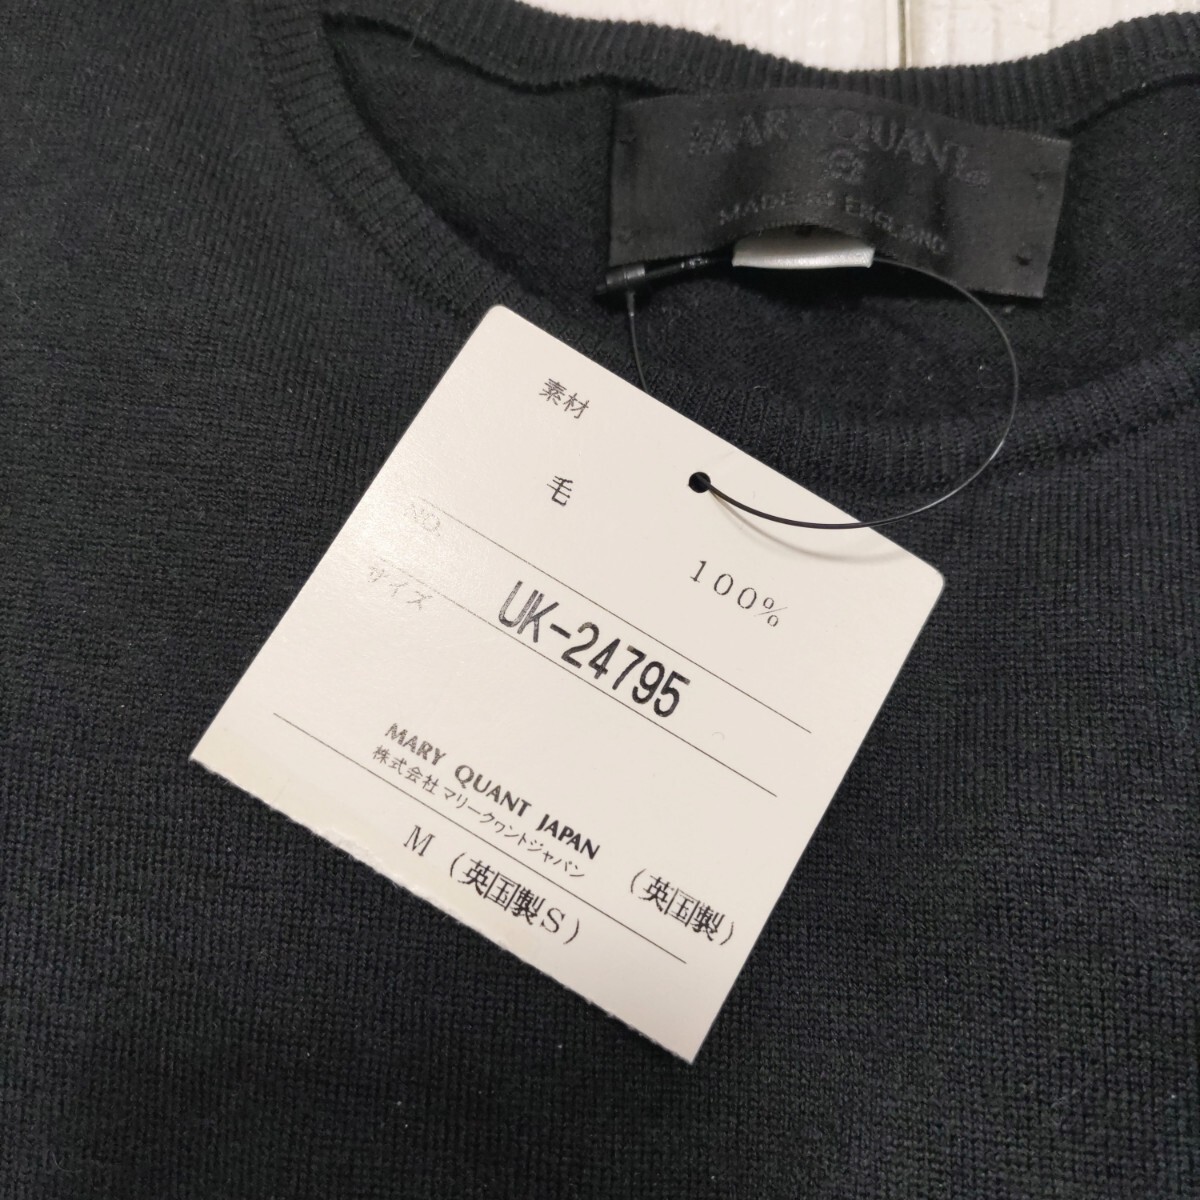 MARY QUANT
MADE IN ENGLAND
素材
毛
100%
NO.
UK-24795
サイズ
MARY QUANT JAPAN
株式会社マリークヮントジャパン
(英国製)
M (英国製S)